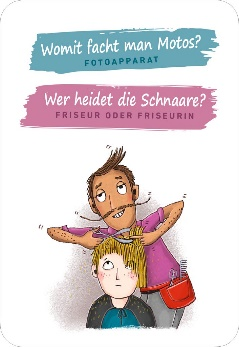 Womit facht man Motos?
FOTOAPPARAT
Wer heidet die Schnaare?
FRISEUR ODER FRISEURIN